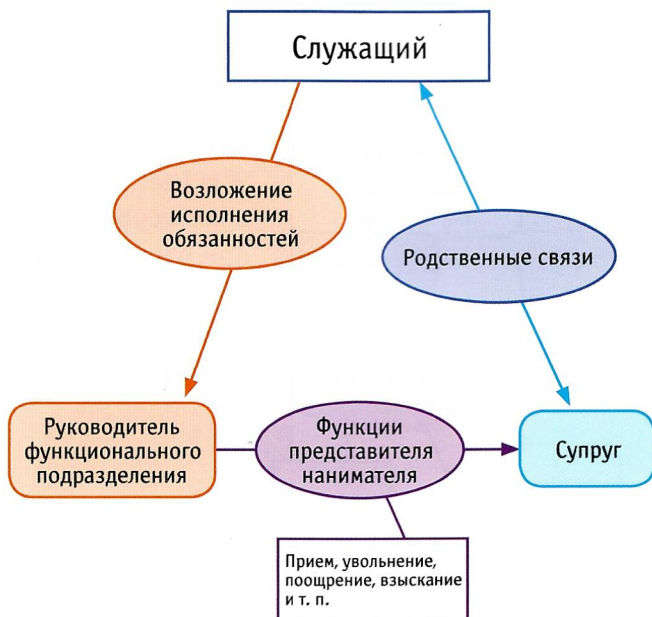 Служащий
Возложение
исполнения
обязанностей
Родственные связи
Руководитель
функционального
подразделения
Функции
представителя
нанимателя
Супруг
Прием, увольнение,
поощрение, взыскание
и т. п.